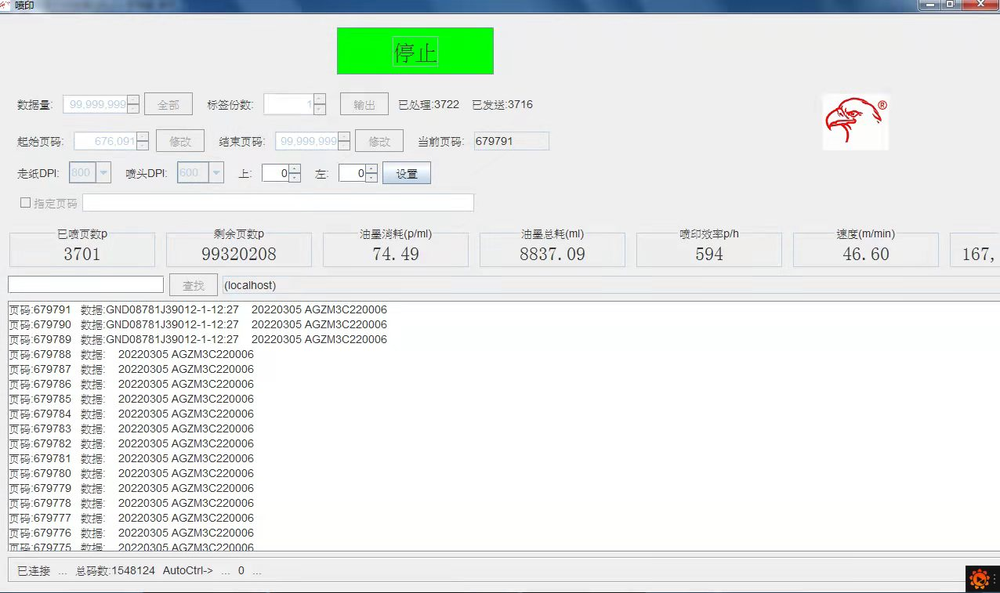 喷印
停止
数据量: 99,999,999 全部 标签份数: 1 输出 已处理:3722 已发送:3716
®
起始页码: 676,091 修改 结束页码: 99,999,999 修改 当前页码: 679791
走纸DPI: 800 喷头DPI: 600 上: 0 左: 0 设置
指定页码
已喷页数p 剩余页数p 油墨消耗(p/ml) 油墨总耗(ml) 喷印效率p/h 速度(m/min)
3701 99320208 74.49 8837.09 594 46.60 167,
查找 (localhost)
页码:679791 数据:GND08781J39012-1-12:27 20220305 AGZM3C220006
页码:679790 数据:GND08781J39012-1-12:27 20220305 AGZM3C220006
页码:679789 数据:GND08781J39012-1-12:27 20220305 AGZM3C220006
页码:679788 数据: 20220305 AGZM3C220006
页码:679787 数据: 20220305 AGZM3C220006
页码:679786 数据: 20220305 AGZM3C220006
页码:679785 数据: 20220305 AGZM3C220006
页码:679784 数据: 20220305 AGZM3C220006
页码:679783 数据: 20220305 AGZM3C220006
页码:679782 数据: 20220305 AGZM3C220006
页码:679781 数据: 20220305 AGZM3C220006
页码:679780 数据: 20220305 AGZM3C220006
页码:679779 数据: 20220305 AGZM3C220006
页码:679778 数据: 20220305 AGZM3C220006
页码:679777 数据: 20220305 AGZM3C220006
页码:679776 数据: 20220305 AGZM3C220006
页码:679775 数据: 20220305 AGZM3C220006
已连接 ... 总码数:1548124 AutoCtrl-> ... 0 ...